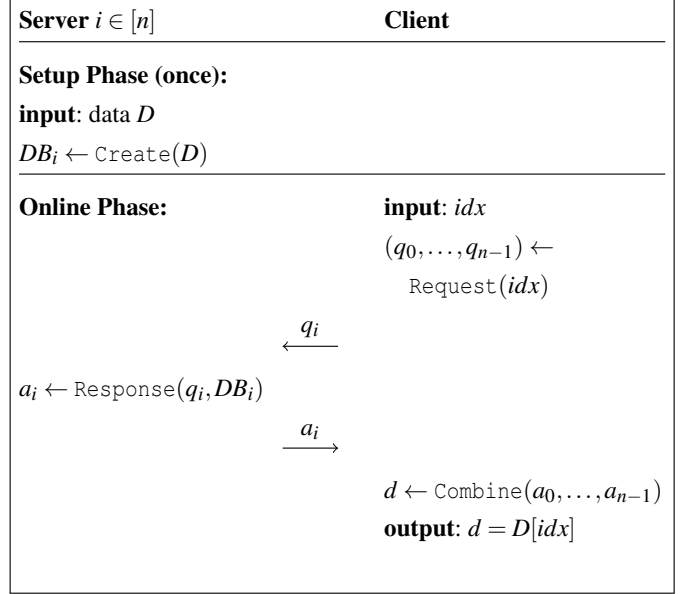 Server i ∈ [n] Client
Setup Phase (once):
input: data D
DB_i ← Create(D)
Online Phase: input: idx
(q_0,…,q_{n−1}) ←
Request(idx)
q_i
a_i ← Response(q_i,DB_i)
a_i
d ← Combine(a_0,…,a_{n−1})
output: d = D[idx]